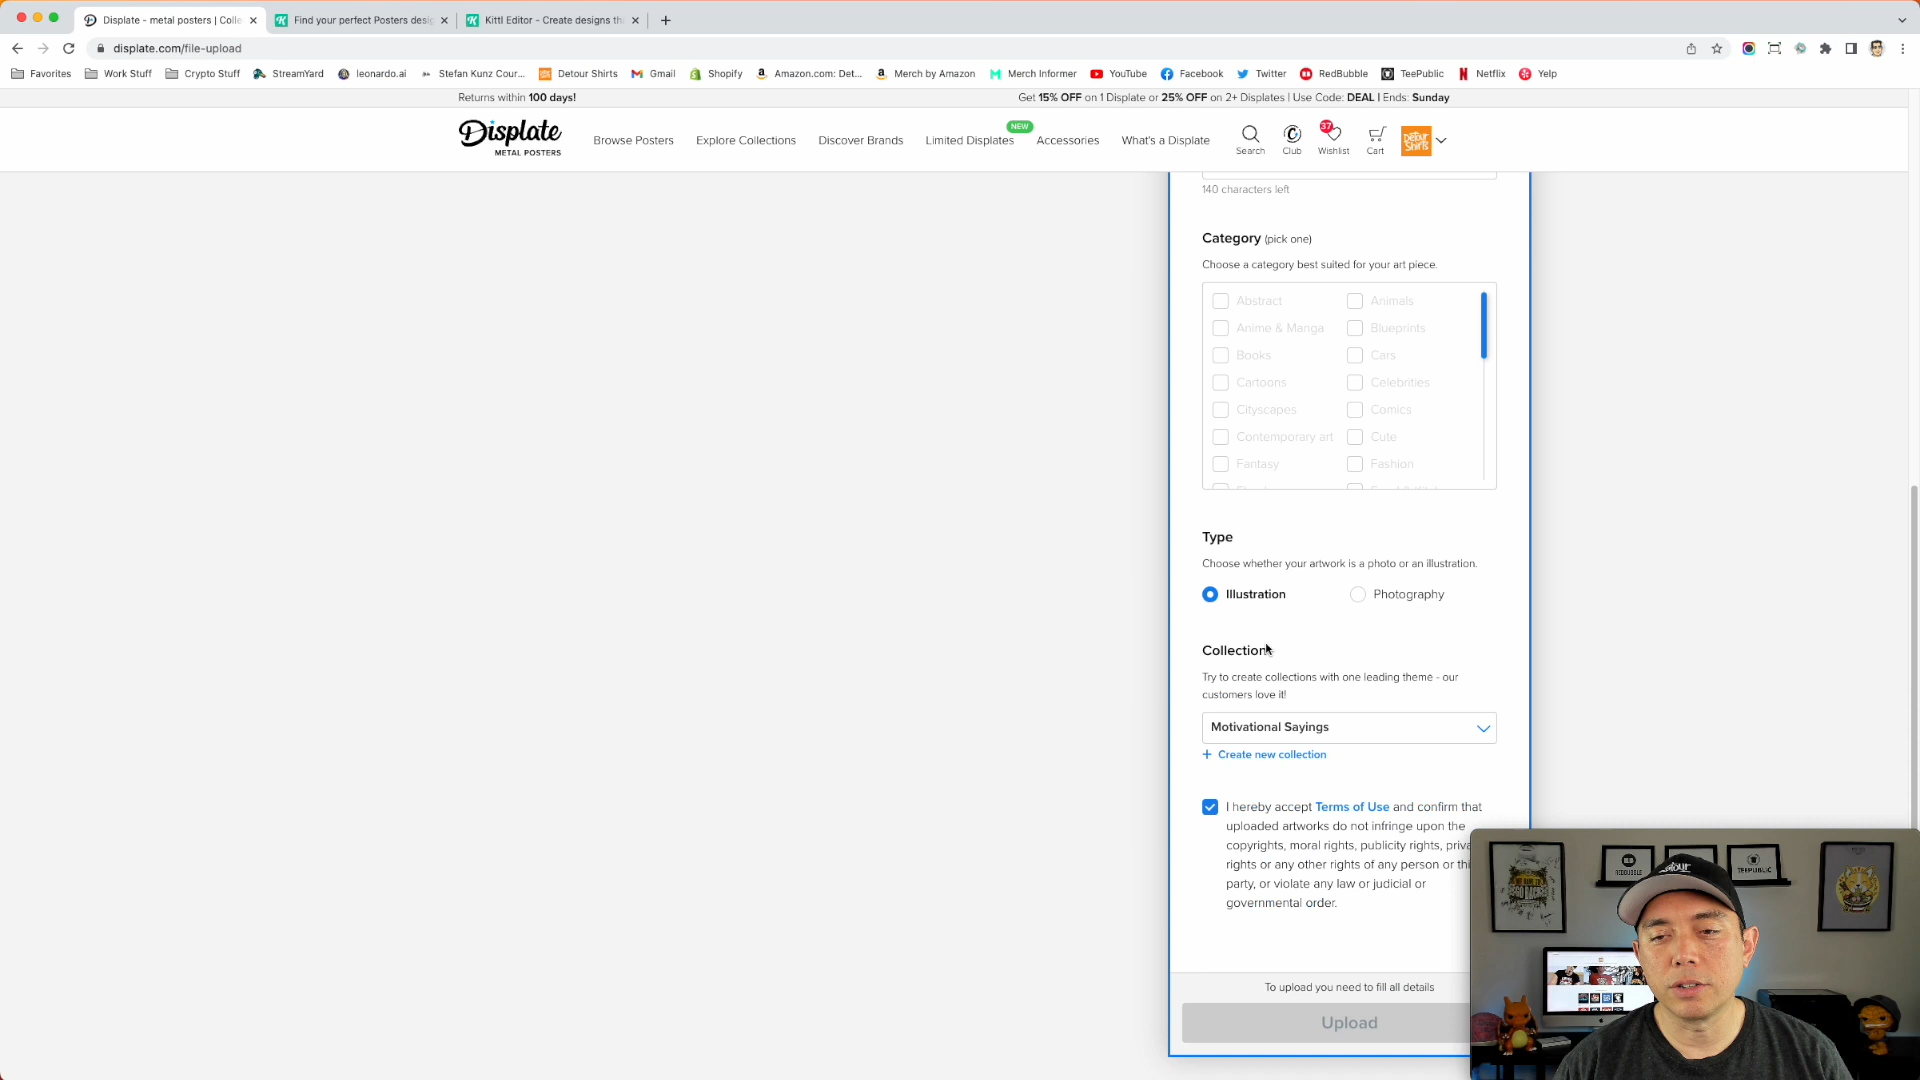 Displate - metal posters | Colle
Find your perfect Posters desig
Kittl Editor - Create designs th
displate.com/file-upload
Favorites
Work Stuff
Crypto Stuff
StreamYard
leonardo.ai
Stefan Kunz Cour...
Detour Shirts
Gmail
Shopify
Amazon.com: Det...
Merch by Amazon
Merch Informer
YouTube
Facebook
Twitter
RedBubble
TeePublic
Netflix
Yelp
Returns within 100 days!
Get 15% OFF on 1 Displate or 25% OFF on 2+ Displates | Use Code: DEAL | Ends: Sunday
Displate
METAL POSTERS
Browse Posters
Explore Collections
Discover Brands
Limited Displates
NEW
Accessories
What's a Displate
Search
Club
37
Wishlist
Cart
Detour Shirts
140 characters left
Category (pick one)
Choose a category best suited for your art piece.
Abstract
Animals
Anime & Manga
Blueprints
Books
Cars
Cartoons
Celebrities
Cityscapes
Comics
Contemporary art
Cute
Fantasy
Fashion
Type
Choose whether your artwork is a photo or an illustration.
Illustration
Photography
Collection
Try to create collections with one leading theme - our
customers love it!
Motivational Sayings
+ Create new collection
I hereby accept Terms of Use and confirm that
uploaded artworks do not infringe upon the
copyrights, moral rights, publicity rights, priva
rights or any other rights of any person or thi
party, or violate any law or judicial or
governmental order.
To upload you need to fill all details
Upload
REDBUBBLE
TEEPUBLIC